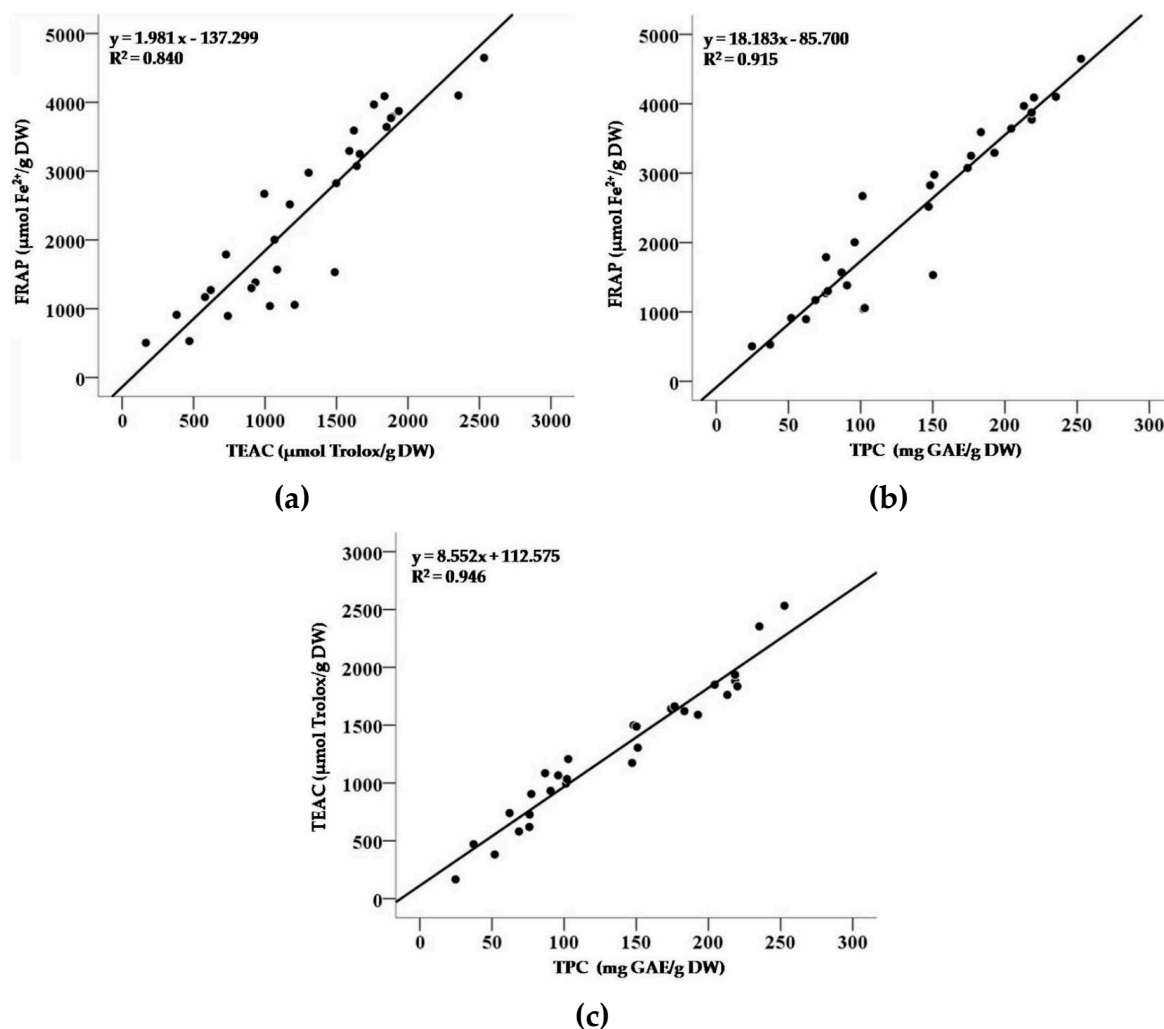 y = 1.981 x - 137.299
R² = 0.840
5000
4000
3000
2000
1000
0
FRAP (µmol Fe²⁺/g DW)
0 500 1000 1500 2000 2500 3000
TEAC (µmol Trolox/g DW)
(a)
y = 18.183x - 85.700
R² = 0.915
5000
4000
3000
2000
1000
0
FRAP (µmol Fe²⁺/g DW)
0 50 100 150 200 250 300
TPC (mg GAE/g DW)
(b)
y = 8.552x + 112.575
R² = 0.946
3000
2500
2000
1500
1000
500
0
TEAC (µmol Trolox/g DW)
0 50 100 150 200 250 300
TPC (mg GAE/g DW)
(c)